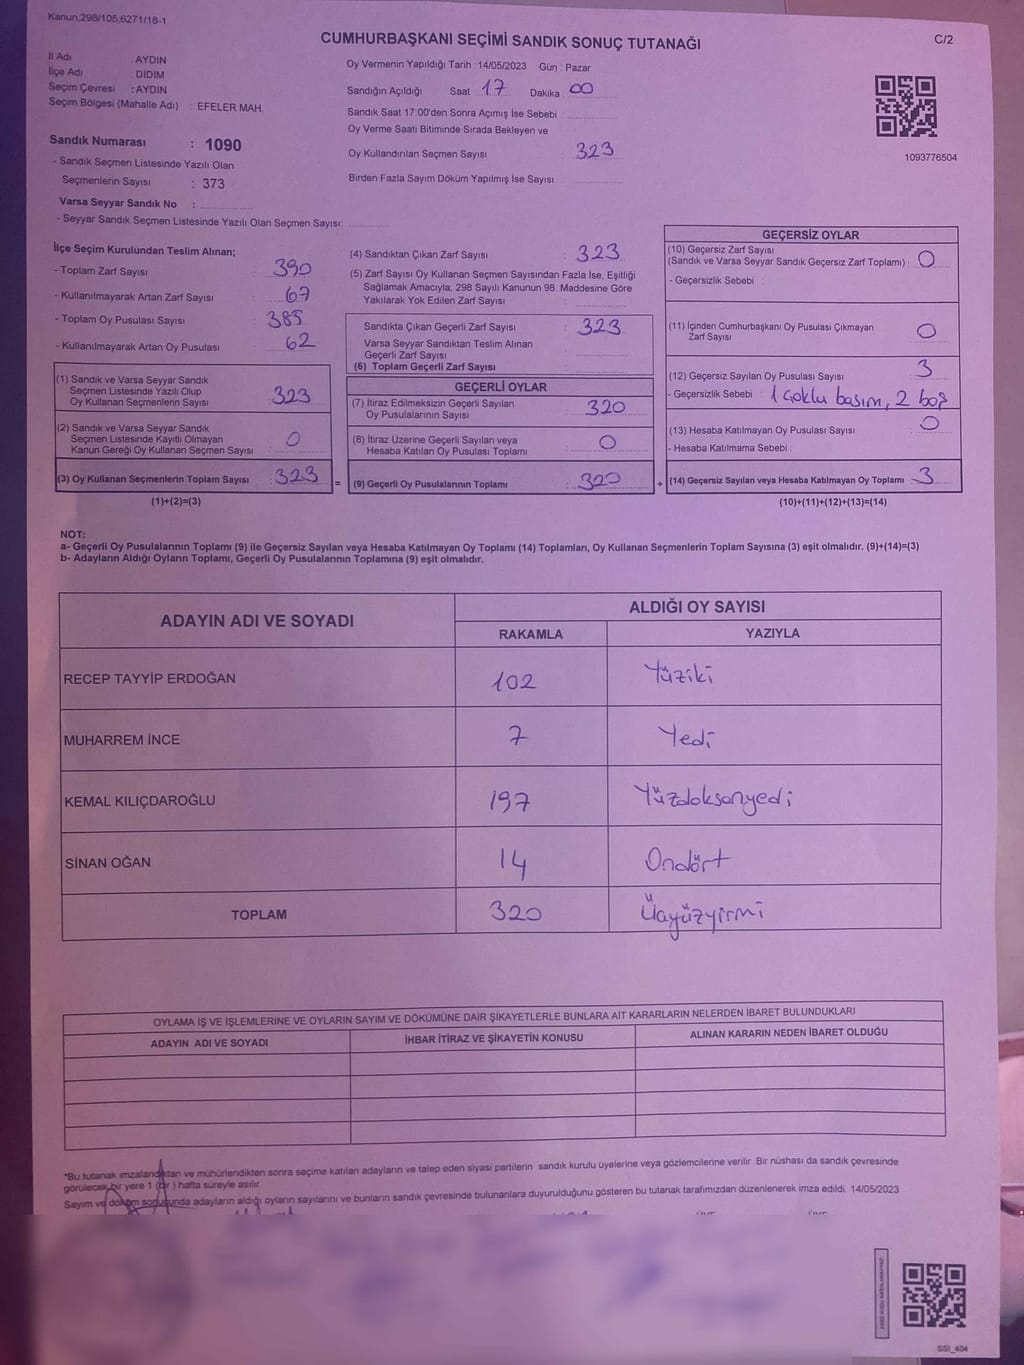 Kanun;298/105,6271/18-1
CUMHURBAŞKANI SEÇİMİ SANDIK SONUÇ TUTANAĞI
C/2
İl Adı : AYDIN
İlçe Adı : DİDİM
Seçim Çevresi : AYDIN
Seçim Bölgesi (Mahalle Adı) : EFELER MAH.
Sandık Numarası : 1090
- Sandık Seçmen Listesinde Yazılı Olan
Seçmenlerin Sayısı : 373
Varsa Seyyar Sandık No :
- Seyyar Sandık Seçmen Listesinde Yazılı Olan Seçmen Sayısı:
Oy Vermenin Yapıldığı Tarih : 14/05/2023 Gün : Pazar
Sandığın Açıldığı Saat 17 Dakika 00
Sandık Saat 17:00'den Sonra Açımış İse Sebebi :
Oy Verme Saati Bitiminde Sırada Bekleyen ve
Oy Kullandırılan Seçmen Sayısı : 323
Birden Fazla Sayım Döküm Yapılmış İse Sayısı :
1093776504
İlçe Seçim Kurulundan Teslim Alınan;
- Toplam Zarf Sayısı : 390
- Kullanılmayarak Artan Zarf Sayısı : 67
- Toplam Oy Pusulası Sayısı : 385
- Kullanılmayarak Artan Oy Pusulası : 62
(1) Sandık ve Varsa Seyyar Sandık
Seçmen Listesinde Yazılı Olup
Oy Kullanan Seçmenlerin Sayısı : 323
(2) Sandık ve Varsa Seyyar Sandık
Seçmen Listesinde Kayıtlı Olmayan
Kanun Gereği Oy Kullanan Seçmen Sayısı : 0
(3) Oy Kullanan Seçmenlerin Toplam Sayısı : 323
(1)+(2)=(3)
=
(4) Sandıktan Çıkan Zarf Sayısı : 323
(5) Zarf Sayısı Oy Kullanan Seçmen Sayısından Fazla İse, Eşitliği
Sağlamak Amacıyla, 298 Sayılı Kanunun 98. Maddesine Göre
Yakılarak Yok Edilen Zarf Sayısı :
Sandıkta Çıkan Geçerli Zarf Sayısı : 323
Varsa Seyyar Sandıktan Teslim Alınan
Geçerli Zarf Sayısı :
(6) Toplam Geçerli Zarf Sayısı :
GEÇERLİ OYLAR
(7) İtiraz Edilmeksizin Geçerli Sayılan
Oy Pusulalarının Sayısı : 320
(8) İtiraz Üzerine Geçerli Sayılan veya
Hesaba Katılan Oy Pusulası Toplamı : 0
(9) Geçerli Oy Pusulalarının Toplamı : 320
+
GEÇERSİZ OYLAR
(10) Geçersiz Zarf Sayısı
(Sandık ve Varsa Seyyar Sandık Geçersiz Zarf Toplamı) : 0
- Geçersizlik Sebebi :
(11) İçinden Cumhurbaşkanı Oy Pusulası Çıkmayan
Zarf Sayısı : 0
(12) Geçersiz Sayılan Oy Pusulası Sayısı : 3
- Geçersizlik Sebebi : 1 Çoklu basım, 2 boş
(13) Hesaba Katılmayan Oy Pusulası Sayısı : 0
- Hesaba Katılmama Sebebi :
(14) Geçersiz Sayılan veya Hesaba Katılmayan Oy Toplamı : 3
(10)+(11)+(12)+(13)=(14)
NOT:
a- Geçerli Oy Pusulalarının Toplamı (9) ile Geçersiz Sayılan veya Hesaba Katılmayan Oy Toplamı (14) Toplamları, Oy Kullanan Seçmenlerin Toplam Sayısına (3) eşit olmalıdır. (9)+(14)=(3)
b- Adayların Aldığı Oyların Toplamı, Geçerli Oy Pusulalarının Toplamına (9) eşit olmalıdır.
ADAYIN ADI VE SOYADI
ALDIĞI OY SAYISI
RAKAMLA YAZIYLA
RECEP TAYYİP ERDOĞAN 102 Yüziki
MUHARREM İNCE 7 Yedi
KEMAL KILIÇDAROĞLU 197 Yüzdoksanyedi
SİNAN OĞAN 14 Ondört
TOPLAM 320 Üçyüzyirmi
OYLAMA İŞ VE İŞLEMLERİNE VE OYLARIN SAYIM VE DÖKÜMÜNE DAİR ŞİKAYETLERLE BUNLARA AİT KARARLARIN NELERDEN İBARET BULUNDUKLARI
ADAYIN ADI VE SOYADI İHBAR İTİRAZ VE ŞİKAYETİN KONUSU ALINAN KARARIN NEDEN İBARET OLDUĞU
*Bu tutanak imzalandıktan ve mühürlendikten sonra seçime katılan adayların ve talep eden siyasi partilerin sandık kurulu üyelerine veya gözlemcilerine verilir. Bir nüshası da sandık çevresinde
görülecek bir yere 1 (bir ) hafta süreyle asılır.
Sayım ve döküm sonucunda adayların aldığı oyların sayılarını ve bunların sandık çevresinde bulunanlara duyurulduğunu gösteren bu tutanak tarafımızdan düzenlenerek imza edildi. 14/05/2023
SSI_404